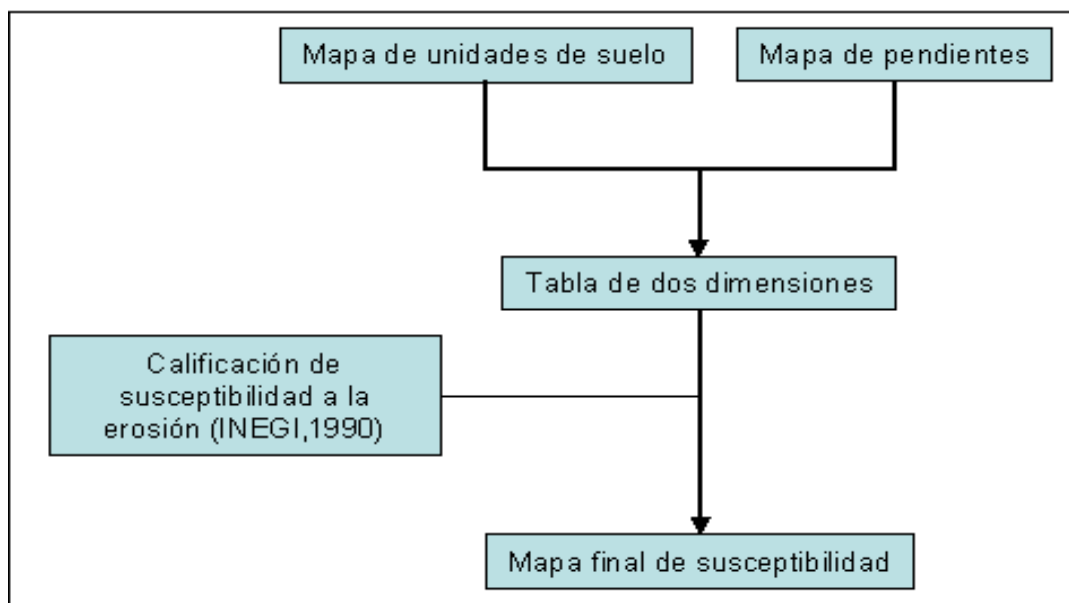 Mapa de unidades de suelo
Mapa de pendientes
Tabla de dos dimensiones
Calificación de
susceptibilidad a la
erosión (INEGI,1990)
Mapa final de susceptibilidad